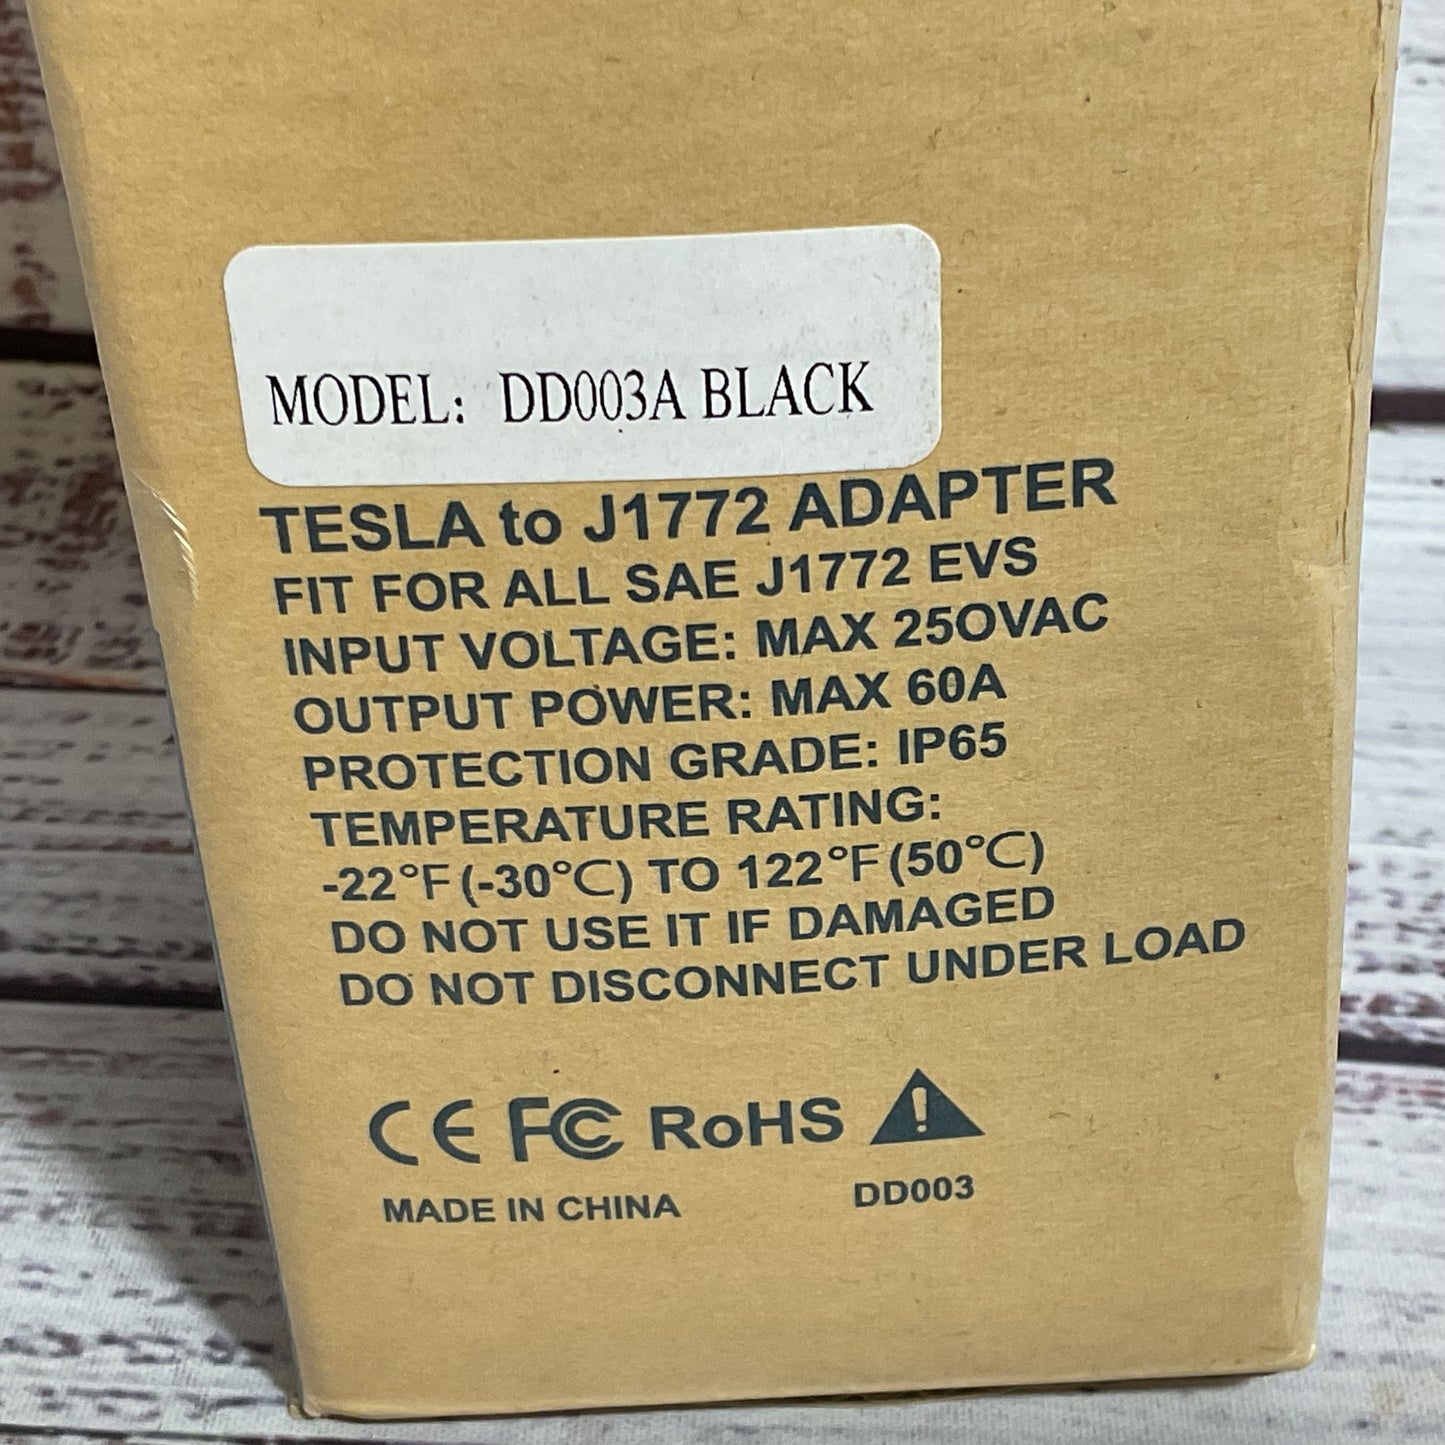 MODEL: DD003A BLACK
TESLA to J1772 ADAPTER
FIT FOR ALL SAE J1772 EVS
INPUT VOLTAGE: MAX 250VAC
OUTPUT POWER: MAX 60A
PROTECTION GRADE: IP65
TEMPERATURE RATING:
-22°F (-30°C) TO 122°F (50°C)
DO NOT USE IT IF DAMAGED
DO NOT DISCONNECT UNDER LOAD
CE FC RoHS
MADE IN CHINA DD003